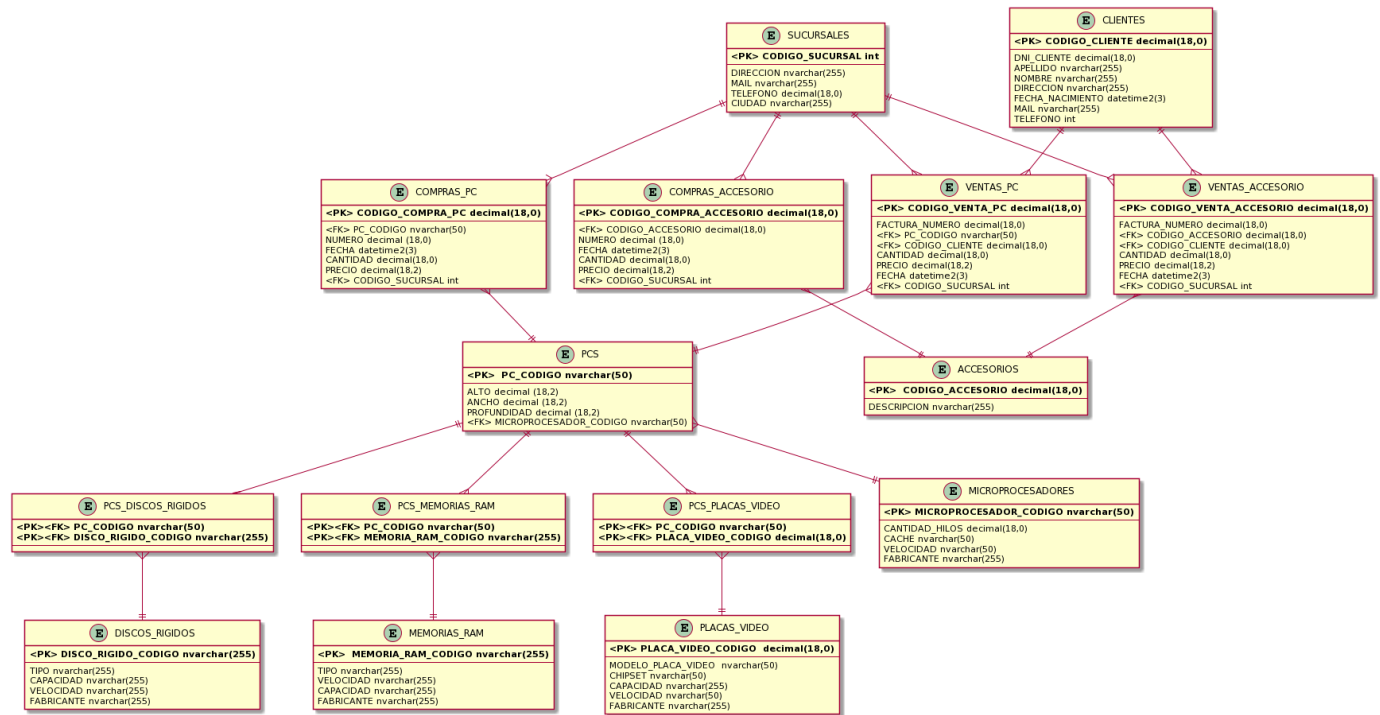 E SUCURSALES
<PK> CODIGO_SUCURSAL int
DIRECCION nvarchar(255)
MAIL nvarchar(255)
TELEFONO decimal(18,0)
CIUDAD nvarchar(255)
E CLIENTES
<PK> CODIGO_CLIENTE decimal(18,0)
DNI_CLIENTE decimal(18,0)
APELLIDO nvarchar(255)
NOMBRE nvarchar(255)
DIRECCION nvarchar(255)
FECHA_NACIMIENTO datetime2(3)
MAIL nvarchar(255)
TELEFONO int
E COMPRAS_PC
<PK> CODIGO_COMPRA_PC decimal(18,0)
<FK> PC_CODIGO nvarchar(50)
NUMERO decimal (18,0)
FECHA datetime2(3)
CANTIDAD decimal(18,0)
PRECIO decimal(18,2)
<FK> CODIGO_SUCURSAL int
E COMPRAS_ACCESORIO
<PK> CODIGO_COMPRA_ACCESORIO decimal(18,0)
<FK> CODIGO_ACCESORIO decimal(18,0)
NUMERO decimal (18,0)
FECHA datetime2(3)
CANTIDAD decimal(18,0)
PRECIO decimal(18,2)
<FK> CODIGO_SUCURSAL int
E VENTAS_PC
<PK> CODIGO_VENTA_PC decimal(18,0)
FACTURA_NUMERO decimal(18,0)
<FK> PC_CODIGO nvarchar(50)
<FK> CODIGO_CLIENTE decimal(18,0)
CANTIDAD decimal(18,0)
PRECIO decimal(18,2)
FECHA datetime2(3)
<FK> CODIGO_SUCURSAL int
E VENTAS_ACCESORIO
<PK> CODIGO_VENTA_ACCESORIO decimal(18,0)
FACTURA_NUMERO decimal(18,0)
<FK> CODIGO_ACCESORIO decimal(18,0)
<FK> CODIGO_CLIENTE decimal(18,0)
CANTIDAD decimal(18,0)
PRECIO decimal(18,2)
FECHA datetime2(3)
<FK> CODIGO_SUCURSAL int
E PCS
<PK> PC_CODIGO nvarchar(50)
ALTO decimal (18,2)
ANCHO decimal (18,2)
PROFUNDIDAD decimal (18,2)
<FK> MICROPROCESADOR_CODIGO nvarchar(50)
E ACCESORIOS
<PK> CODIGO_ACCESORIO decimal(18,0)
DESCRIPCION nvarchar(255)
E PCS_DISCOS_RIGIDOS
<PK><FK> PC_CODIGO nvarchar(50)
<PK><FK> DISCO_RIGIDO_CODIGO nvarchar(255)
E PCS_MEMORIAS_RAM
<PK><FK> PC_CODIGO nvarchar(50)
<PK><FK> MEMORIA_RAM_CODIGO nvarchar(255)
E PCS_PLACAS_VIDEO
<PK><FK> PC_CODIGO nvarchar(50)
<PK><FK> PLACA_VIDEO_CODIGO decimal(18,0)
E MICROPROCESADORES
<PK> MICROPROCESADOR_CODIGO nvarchar(50)
CANTIDAD_HILOS decimal(18,0)
CACHE nvarchar(50)
VELOCIDAD nvarchar(50)
FABRICANTE nvarchar(255)
E DISCOS_RIGIDOS
<PK> DISCO_RIGIDO_CODIGO nvarchar(255)
TIPO nvarchar(255)
CAPACIDAD nvarchar(255)
VELOCIDAD nvarchar(255)
FABRICANTE nvarchar(255)
E MEMORIAS_RAM
<PK> MEMORIA_RAM_CODIGO nvarchar(255)
TIPO nvarchar(255)
VELOCIDAD nvarchar(255)
CAPACIDAD nvarchar(255)
FABRICANTE nvarchar(255)
E PLACAS_VIDEO
<PK> PLACA_VIDEO_CODIGO decimal(18,0)
MODELO_PLACA_VIDEO nvarchar(50)
CHIPSET nvarchar(50)
CAPACIDAD nvarchar(255)
VELOCIDAD nvarchar(50)
FABRICANTE nvarchar(255)